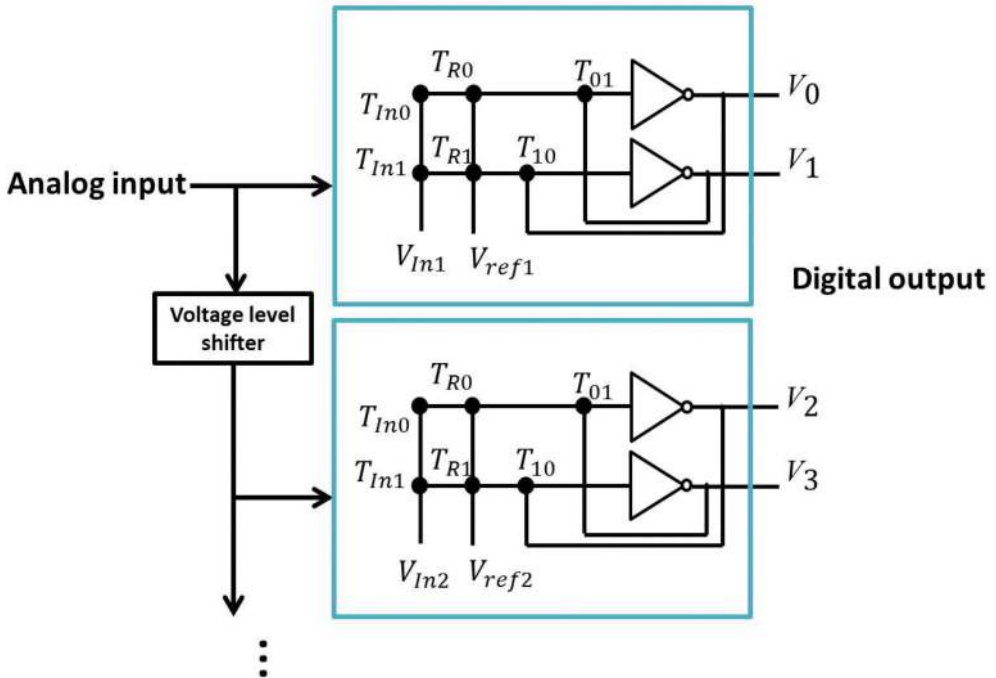 T_{R0}
T_{01}
V_0
T_{In0}
T_{In1}
T_{R1}
T_{10}
V_1
Analog input
V_{In1}
V_{ref1}
Digital output
Voltage level
shifter
T_{R0}
T_{01}
V_2
T_{In0}
T_{In1}
T_{R1}
T_{10}
V_3
V_{In2}
V_{ref2}
⋮